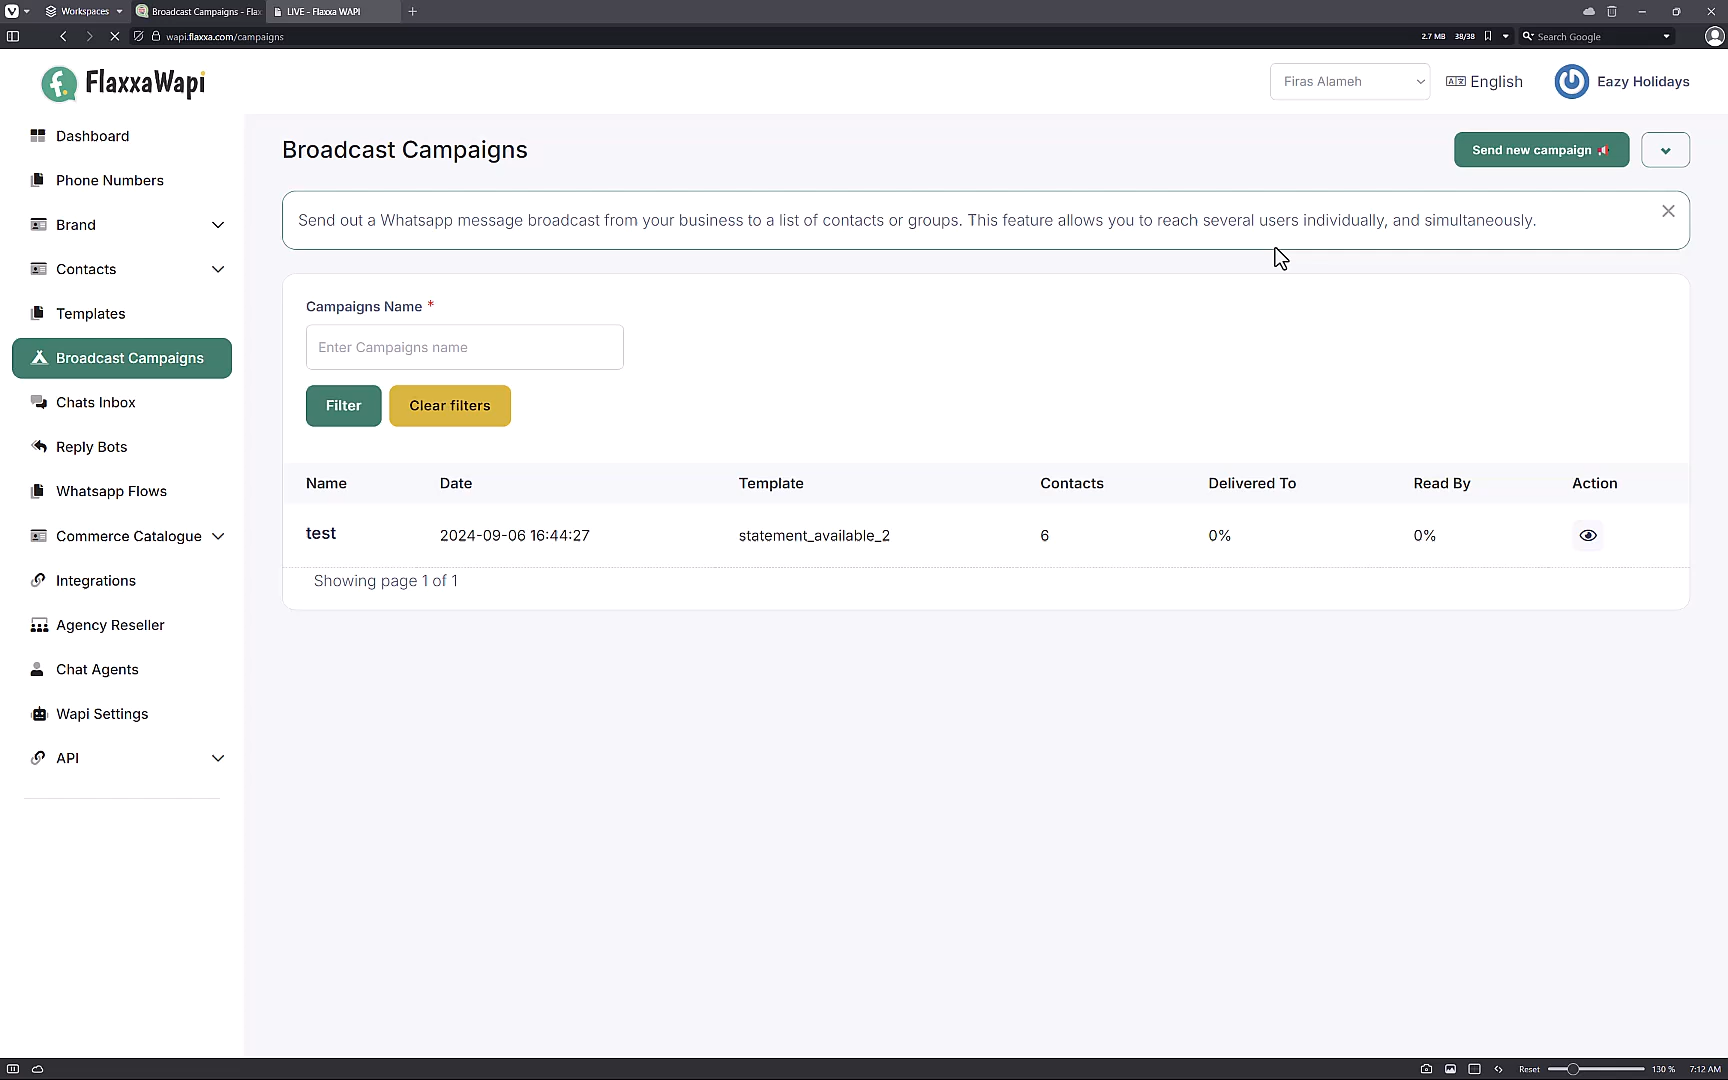 Workspaces
Broadcast Campaigns - Flax
LIVE - Flaxxa WAPI
wapi.flaxxa.com/campaigns
2.7 MB
38/38
Search Google
FlaxxaWapi
Firas Alameh
English
Eazy Holidays
Dashboard
Phone Numbers
Brand
Contacts
Templates
Broadcast Campaigns
Chats Inbox
Reply Bots
Whatsapp Flows
Commerce Catalogue
Integrations
Agency Reseller
Chat Agents
Wapi Settings
API
Broadcast Campaigns
Send new campaign
Send out a Whatsapp message broadcast from your business to a list of contacts or groups. This feature allows you to reach several users individually, and simultaneously.
Campaigns Name *
Enter Campaigns name
Filter
Clear filters
Name Date Template Contacts Delivered To Read By Action
test 2024-09-06 16:44:27 statement_available_2 6 0% 0%
Showing page 1 of 1
Reset
130 %
7:12 AM